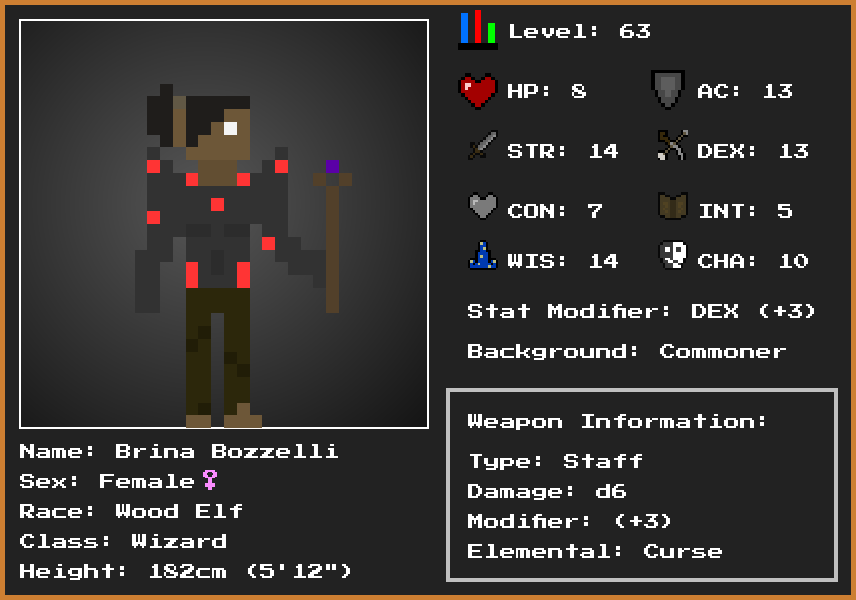 Level: 63
HP: 8
AC: 13
STR: 14
DEX: 13
CON: 7
INT: 5
WIS: 14
CHA: 10
Stat Modifier: DEX (+3)
Background: Commoner
Name: Brina Bozzelli
Sex: Female♀
Race: Wood Elf
Class: Wizard
Height: 182cm (5'12")
Weapon Information:
Type: Staff
Damage: d6
Modifier: (+3)
Elemental: Curse